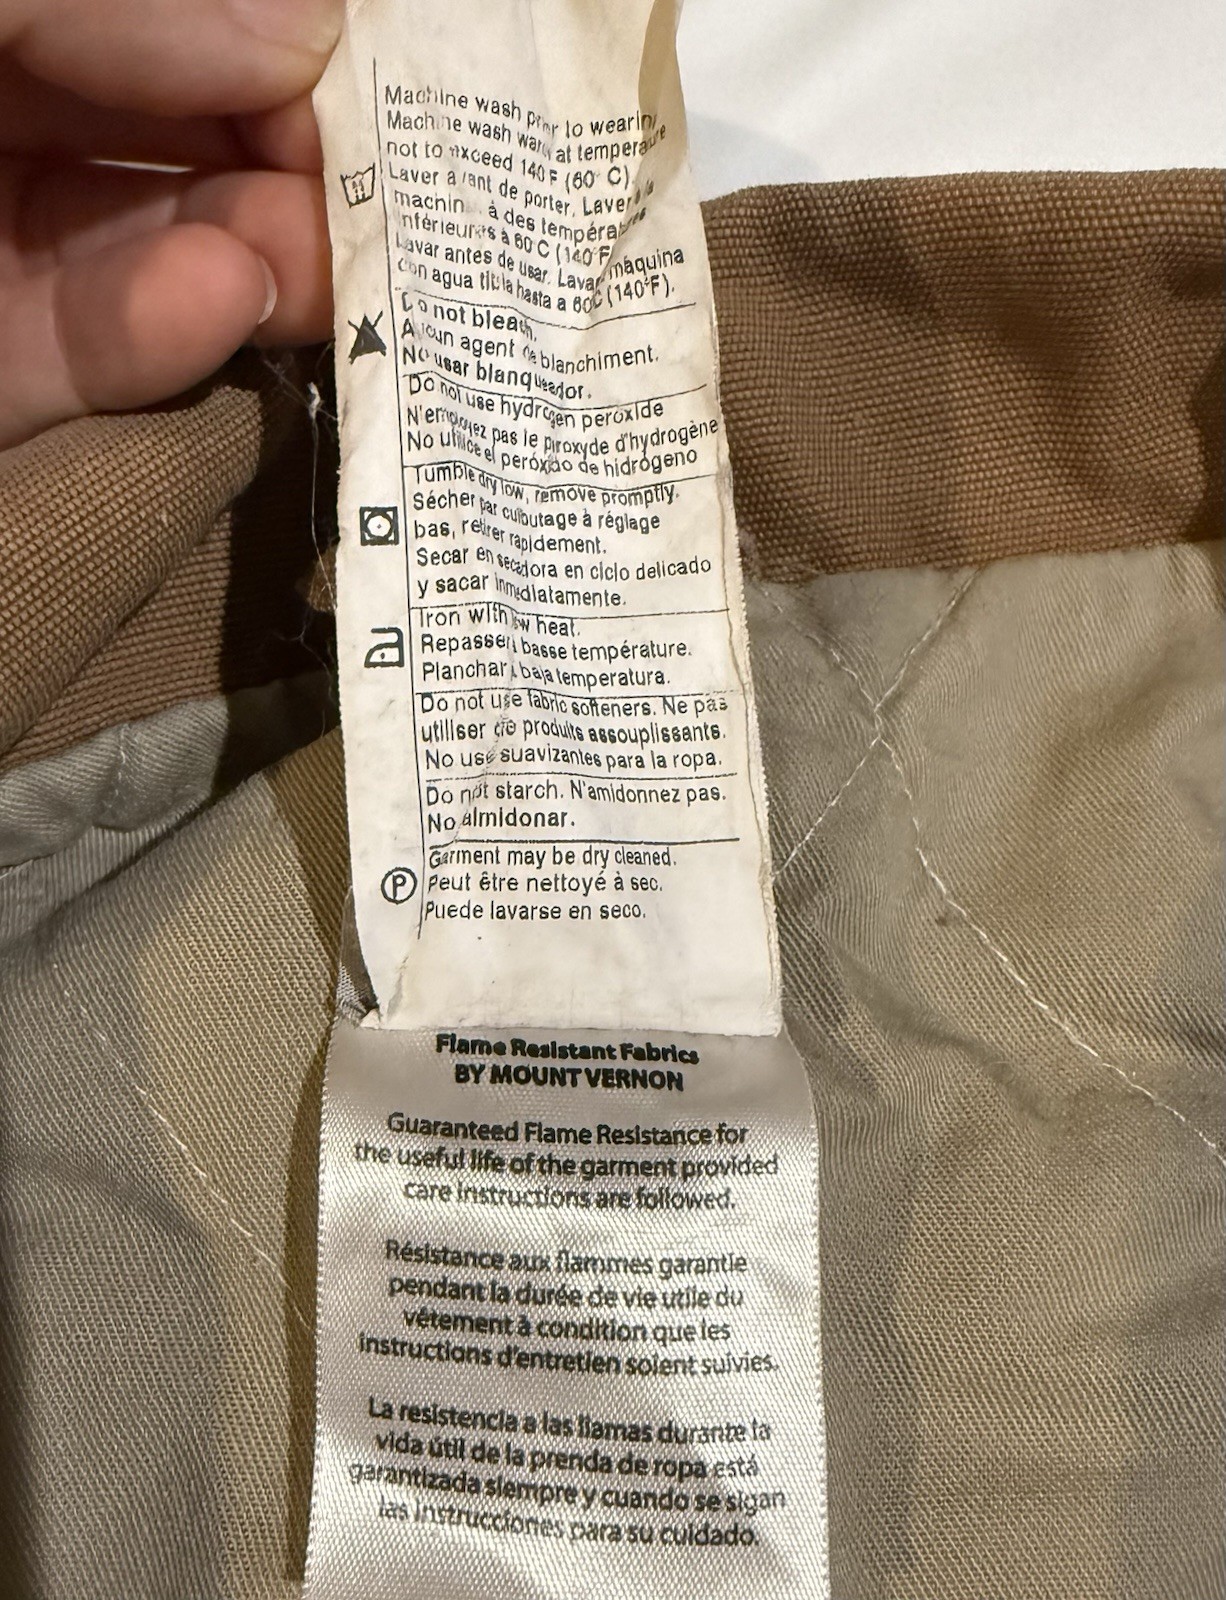 Machine wash prior to wearing.
Machine wash warm at temperature
not to exceed 140 F (60° C).
Laver avant de porter. Laver à la
machine à des températures
inférieures à 60 C (140°F
Lavar antes de usar. Lavar máquina
con agua tibia hasta a 60C (140°F).
Do not bleach.
Aucun agent de blanchiment.
No usar blanqueador.
Do not use hydrogen peroxide
N'employez pas le piroxyde d'hydrogène
No utilice el peróxido de hidrógeno
Tumble dry low, remove promptly.
Sécher par culbutage à réglage
bas, retirer rapidement.
Secar en secadora en ciclo delicado
y sacar inmediatamente.
Iron with low heat.
Repasser à basse température.
Planchar a baja temperatura.
Do not use fabric softeners. Ne pas
utiliser de produits assouplissants.
No use suavizantes para la ropa.
Do not starch. N'amidonnez pas.
No almidonar.
Garment may be dry cleaned.
P Peut être nettoyé à sec.
Puede lavarse en seco.
Flame Resistant Fabrics
BY MOUNT VERNON
Guaranteed Flame Resistance for
the useful life of the garment provided
care instructions are followed.
Résistance aux flammes garantie
pendant la durée de vie utile du
vêtement à condition que les
instructions d'entretien soient suivies.
La resistencia a las llamas durante la
vida útil de la prenda de ropa está
garantizada siempre y cuando se sigan
las instrucciones para su cuidado.